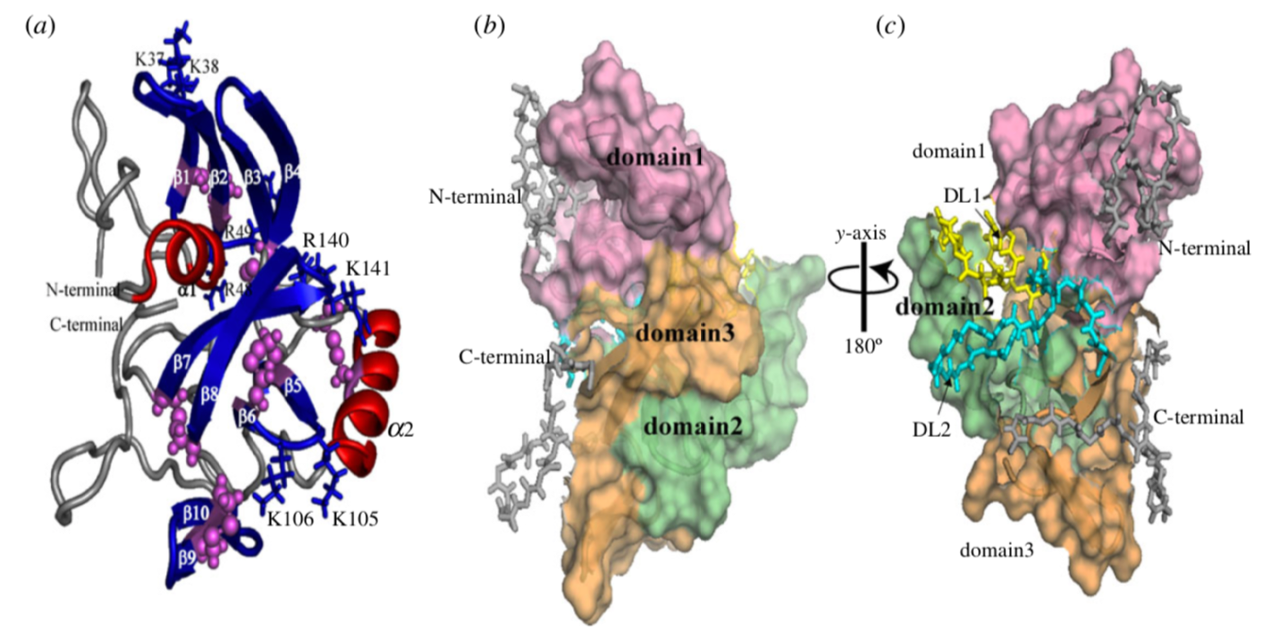 (a)
K37
K38
β1
β2
β3
β4
R49
R140
K141
N-terminal
α1
R48
C-terminal
β7
β8
β5
β6
α2
β10
K106
K105
β9
(b)
domain1
N-terminal
domain3
C-terminal
domain2
y-axis
180°
(c)
domain1
DL1
N-terminal
domain2
DL2
C-terminal
domain3